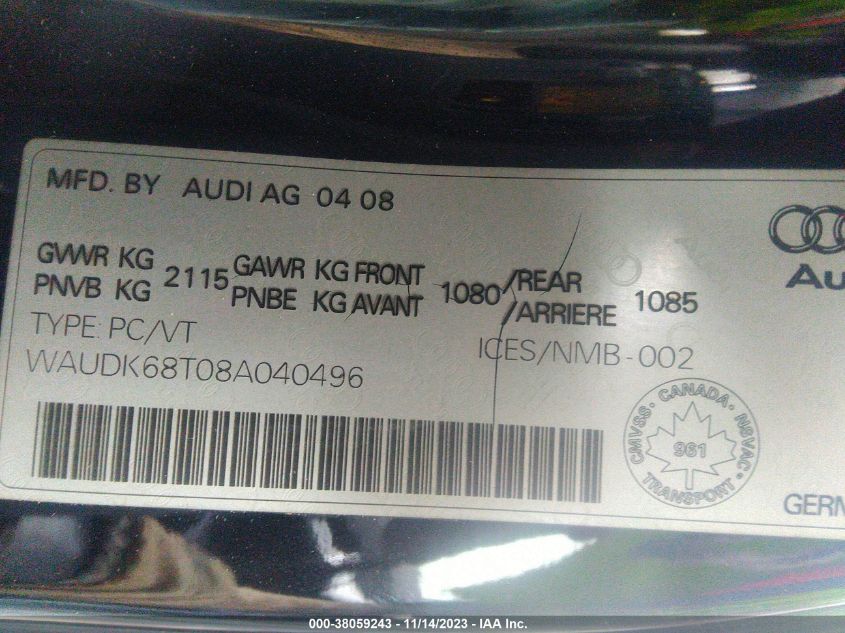 MFD. BY AUDI AG 04 08
GVWR KG 2115 GAWR KG FRONT 1080 /REAR 1085
PNVB KG PNBE KG AVANT /ARRIERE
TYPE: PC/VT
ICES/NMB-002
WAUDK68T08A040496
CMVSS · CANADA · NSVAC
961
TRANSPORT
Au
GERM
000-38059243 - 11/14/2023 - IAA Inc.